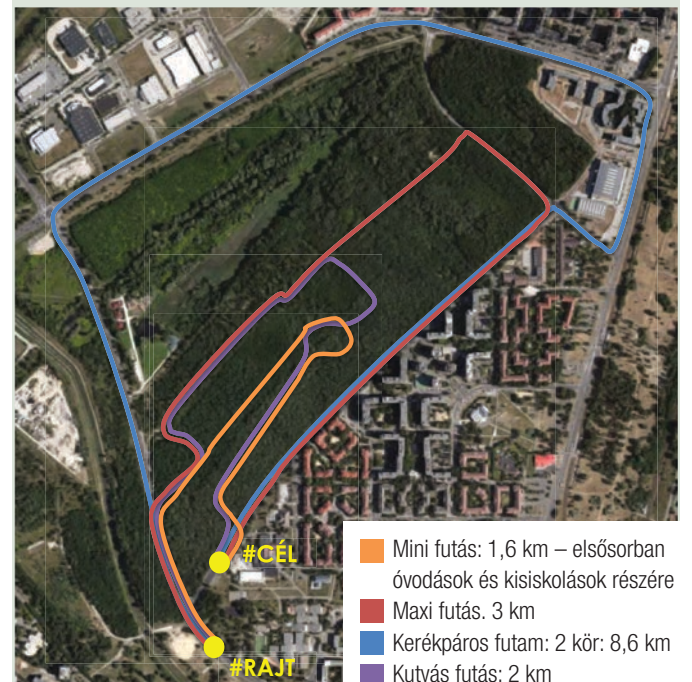 #CÉL
#RAJT
Mini futás: 1,6 km – elsősorban
óvodások és kisiskolások részére
Maxi futás. 3 km
Kerékpáros futam: 2 kör: 8,6 km
Kutyás futás: 2 km